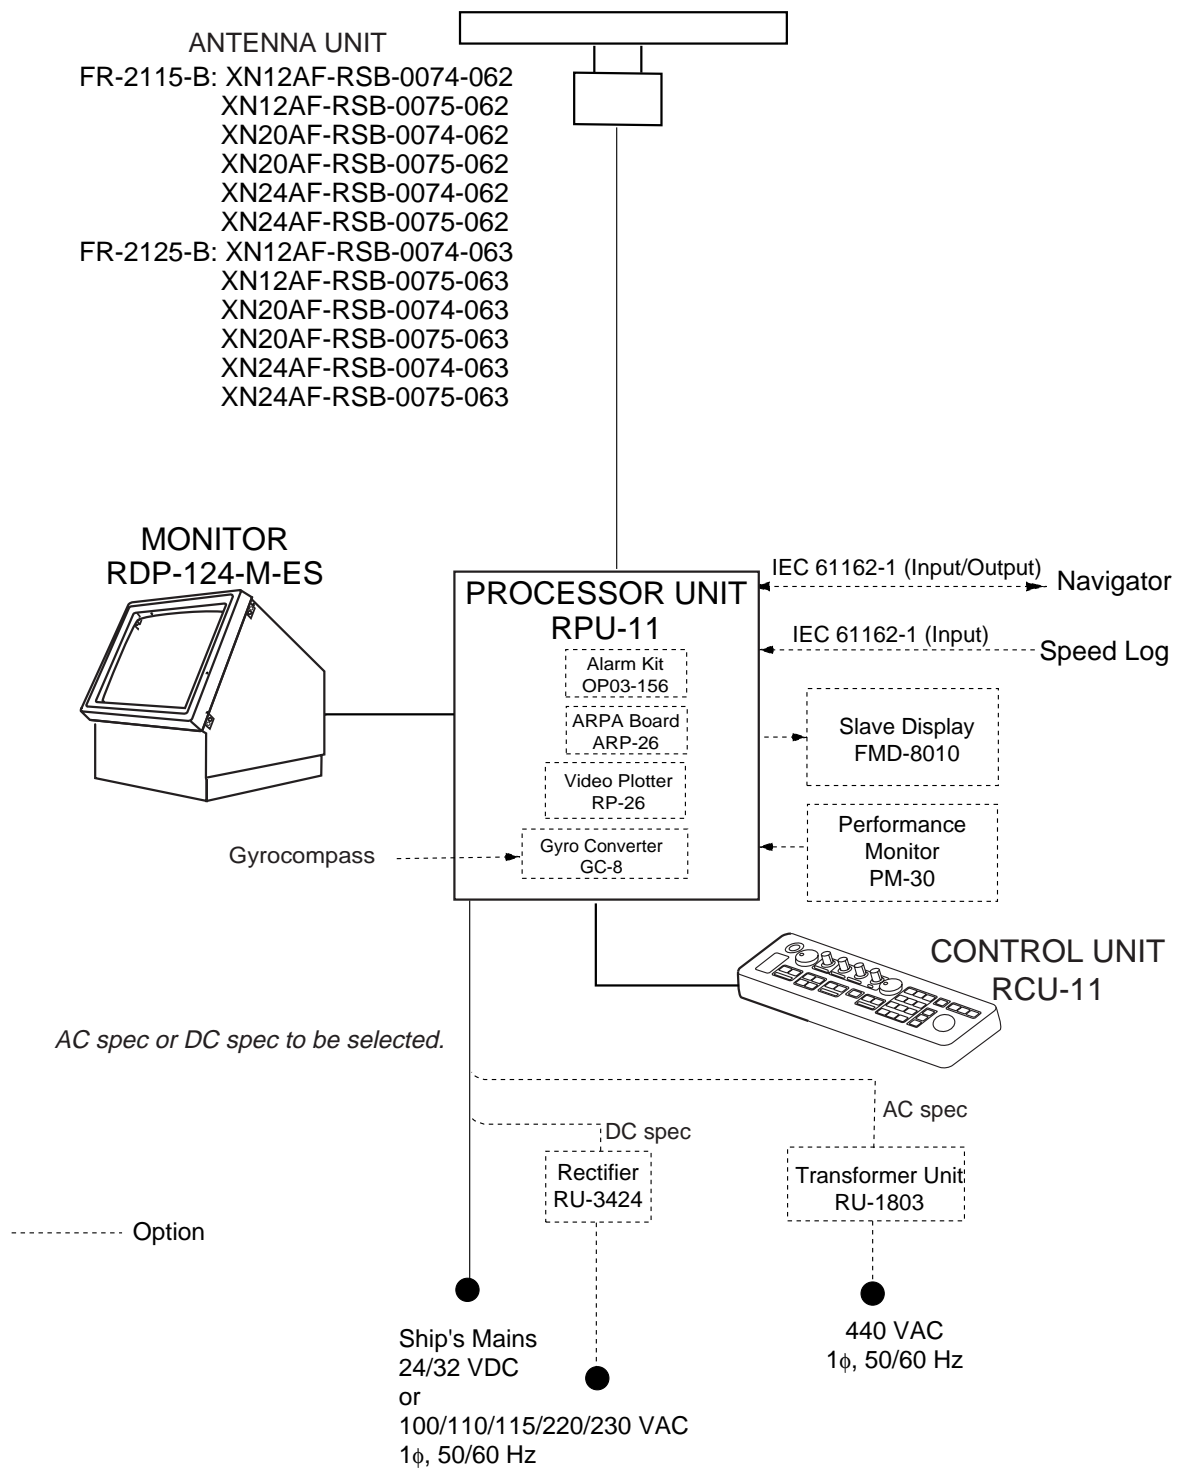 ANTENNA UNIT
FR-2115-B: XN12AF-RSB-0074-062
XN12AF-RSB-0075-062
XN20AF-RSB-0074-062
XN20AF-RSB-0075-062
XN24AF-RSB-0074-062
XN24AF-RSB-0075-062
FR-2125-B: XN12AF-RSB-0074-063
XN12AF-RSB-0075-063
XN20AF-RSB-0074-063
XN20AF-RSB-0075-063
XN24AF-RSB-0074-063
XN24AF-RSB-0075-063
MONITOR
RDP-124-M-ES
PROCESSOR UNIT
RPU-11
Alarm Kit
OP03-156
ARPA Board
ARP-26
Video Plotter
RP-26
Gyro Converter
GC-8
Gyrocompass
IEC 61162-1 (Input/Output)
Navigator
IEC 61162-1 (Input)
Speed Log
Slave Display
FMD-8010
Performance
Monitor
PM-30
CONTROL UNIT
RCU-11
AC spec or DC spec to be selected.
AC spec
DC spec
Rectifier
RU-3424
Transformer Unit
RU-1803
Option
Ship's Mains
24/32 VDC
or
100/110/115/220/230 VAC
1ϕ, 50/60 Hz
440 VAC
1ϕ, 50/60 Hz